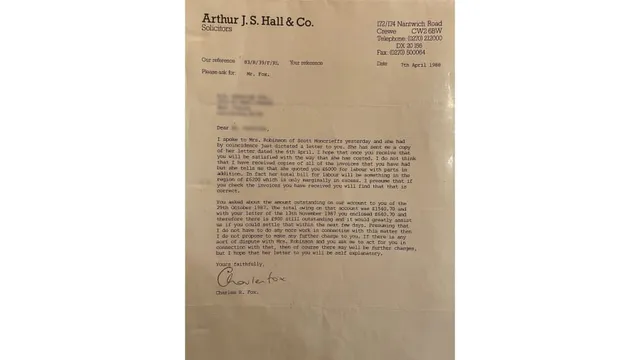 Arthur J. S. Hall & Co.
Solicitors
172/174 Nantwich Road
Crewe CW2 6BW
Telephone: (0270) 212000
DX 20 156
Fax: (0270) 500064
Our reference Your reference
Date 7th April 1988
Please ask for: Mr. Fox.
Dear
I spoke to Mrs. Robinson of Scott Moncrieffs yesterday and she had
by coincidence just dictated a letter to you. She has sent me a copy
of her letter dated the 6th April. I hope that once you receive that
you will be satisfied with the way that she has costed. I do not think
that I have received copies of all of the invoices that you have had
but she tells me that she quoted you £6000 for labour with parts in
addition. In fact her total bill for labour will be something in the
region of £6200 which is only marginally in excess. I presume that if
you check the invoices you have received you will find that that is
correct.
You asked about the amount outstanding on our account to you of the
29th October 1987, the total owing on that account was £1540.70 and
with your letter of the 13th November 1987 you enclosed £640.70 and
therefore there is £900 still outstanding and it would greatly assist
us if you could settle that within the next few days. Presuming that
I do not have to do any more work in connection with this matter then
I do not propose to make any further charge to you. If there is any
sort of dispute with Mrs. Robinson and you ask me to act for you in
connection with that, then of course there may will be further charges,
but I hope that her letter to you will be self explanatory.
Yours faithfully,
Charles Fox
Charles N. Fox.